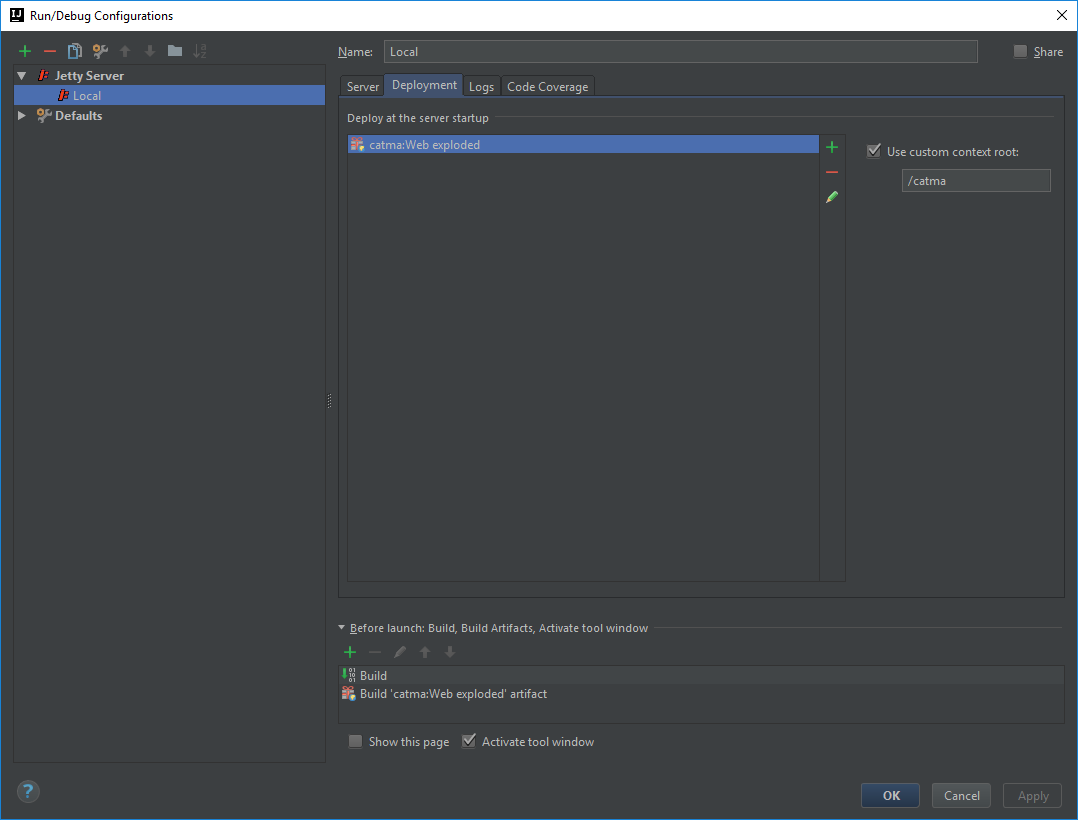 Run/Debug Configurations
Name: Local
Share
Jetty Server
Local
Defaults
Server Deployment Logs Code Coverage
Deploy at the server startup
catma:Web exploded
Use custom context root:
/catma
Before launch: Build, Build Artifacts, Activate tool window
Build
Build 'catma:Web exploded' artifact
Show this page Activate tool window
? OK Cancel Apply